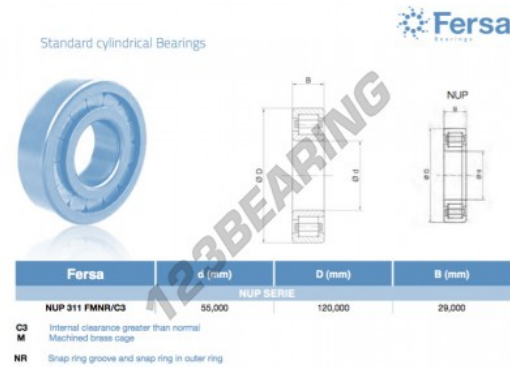 Fersa
Bearings
Standard cylindrical Bearings
B
Ø D
Ø d
NUP
B
Ø D
Ø d
123BEARING
Fersa d (mm) D (mm) B (mm)
NUP SERIE
NUP 311 FMNR/C3 55,000 120,000 29,000
C3 Internal clearance greater than normal
M Machined brass cage
NR Snap ring groove and snap ring in outer ring